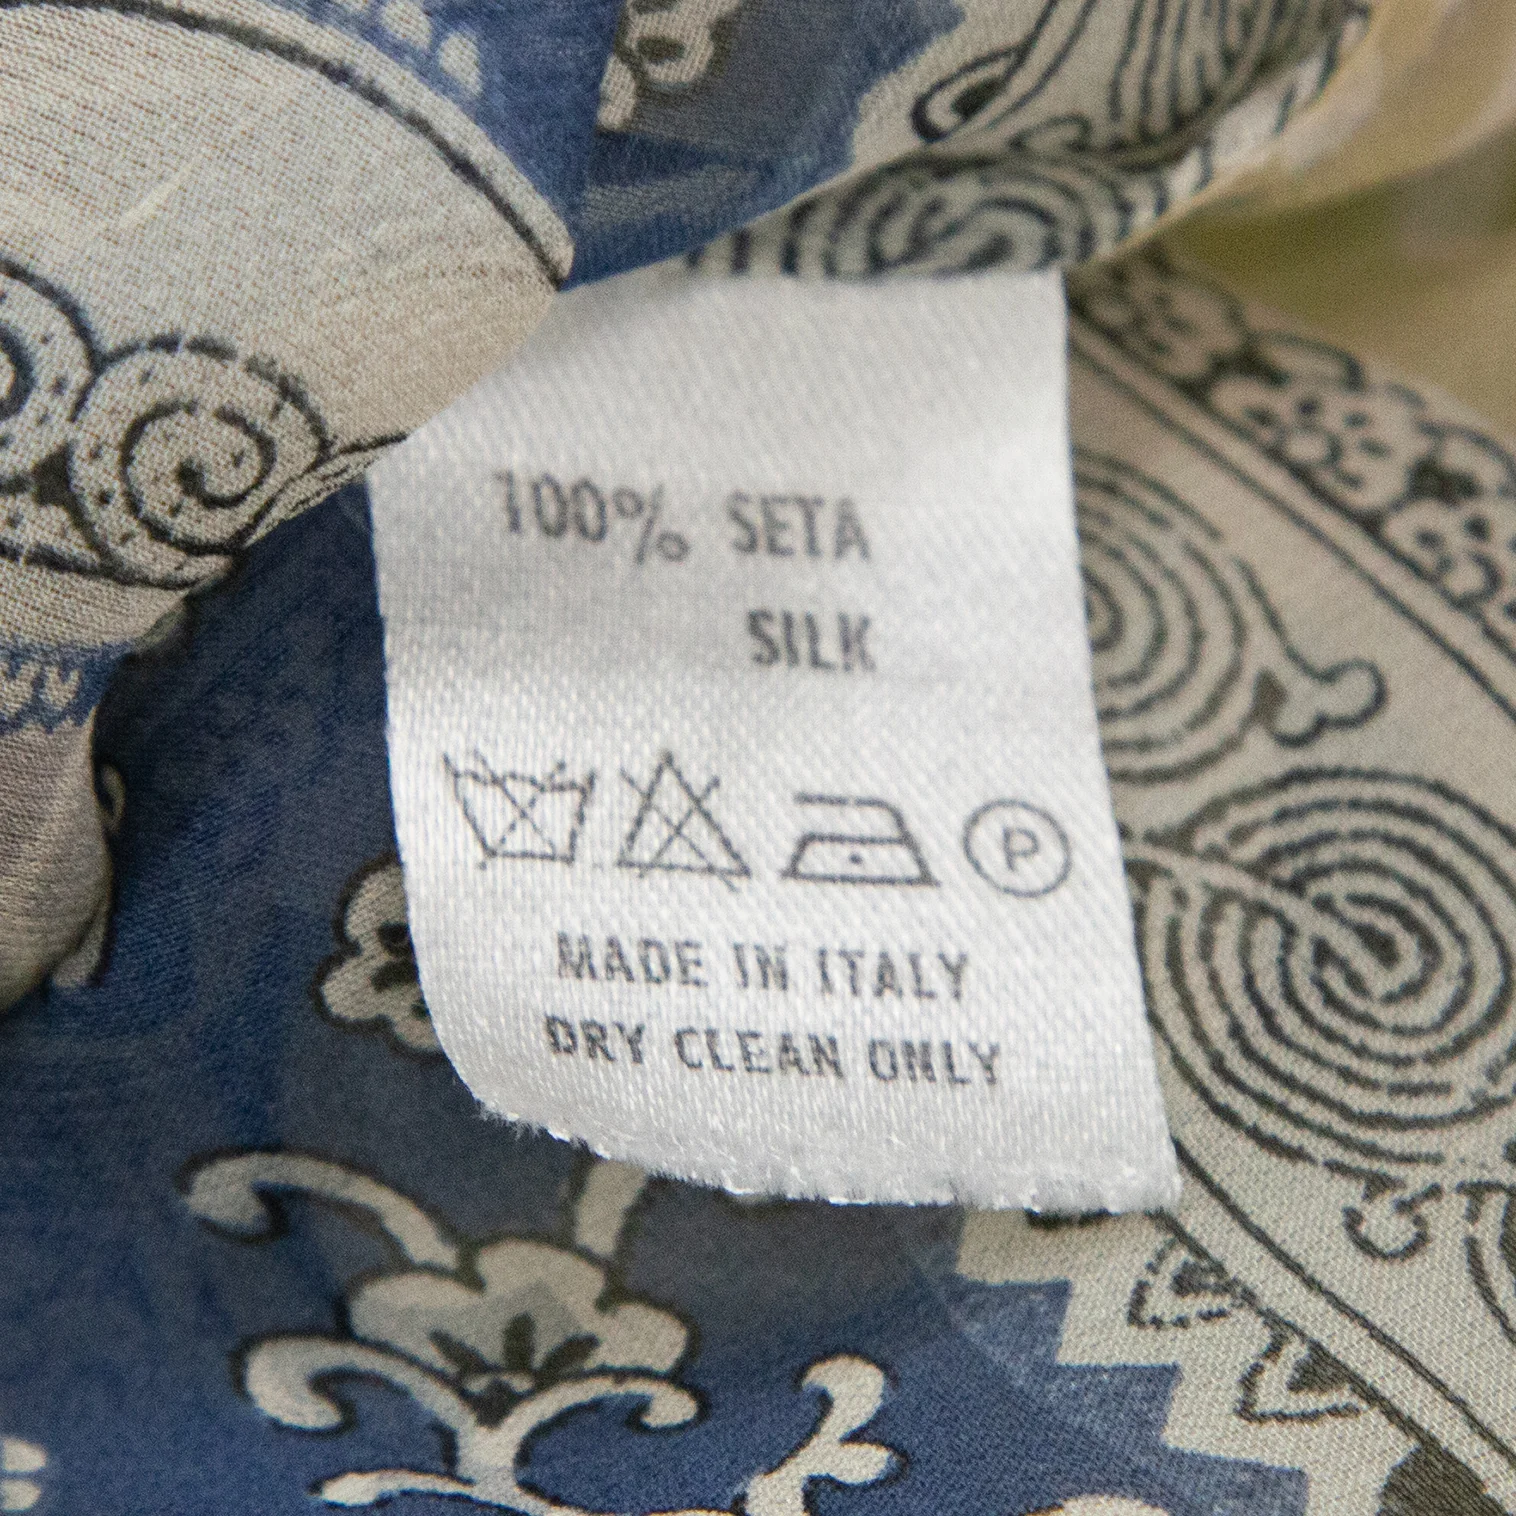 100% SETA
SILK
P
MADE IN ITALY
DRY CLEAN ONLY